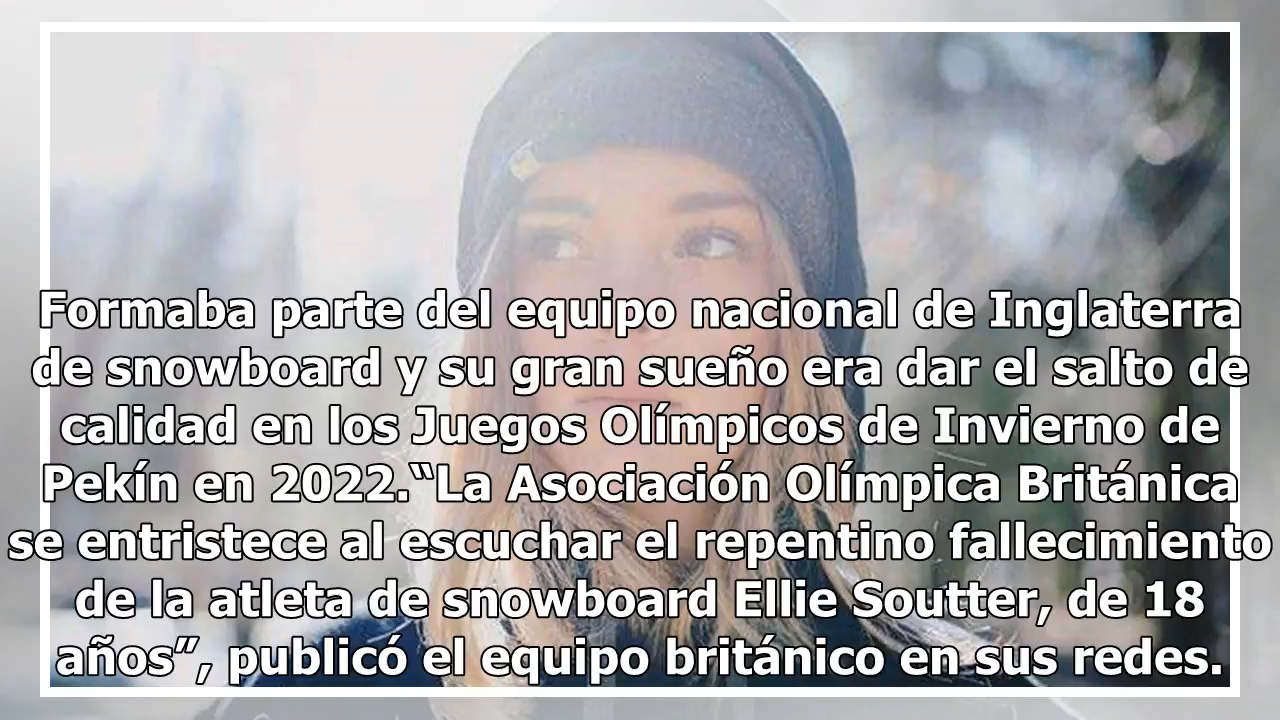 Formaba parte del equipo nacional de Inglaterra
de snowboard y su gran sueño era dar el salto de
calidad en los Juegos Olímpicos de Invierno de
Pekín en 2022.“La Asociación Olímpica Británica
se entristece al escuchar el repentino fallecimiento
de la atleta de snowboard Ellie Soutter, de 18
años”, publicó el equipo británico en sus redes.